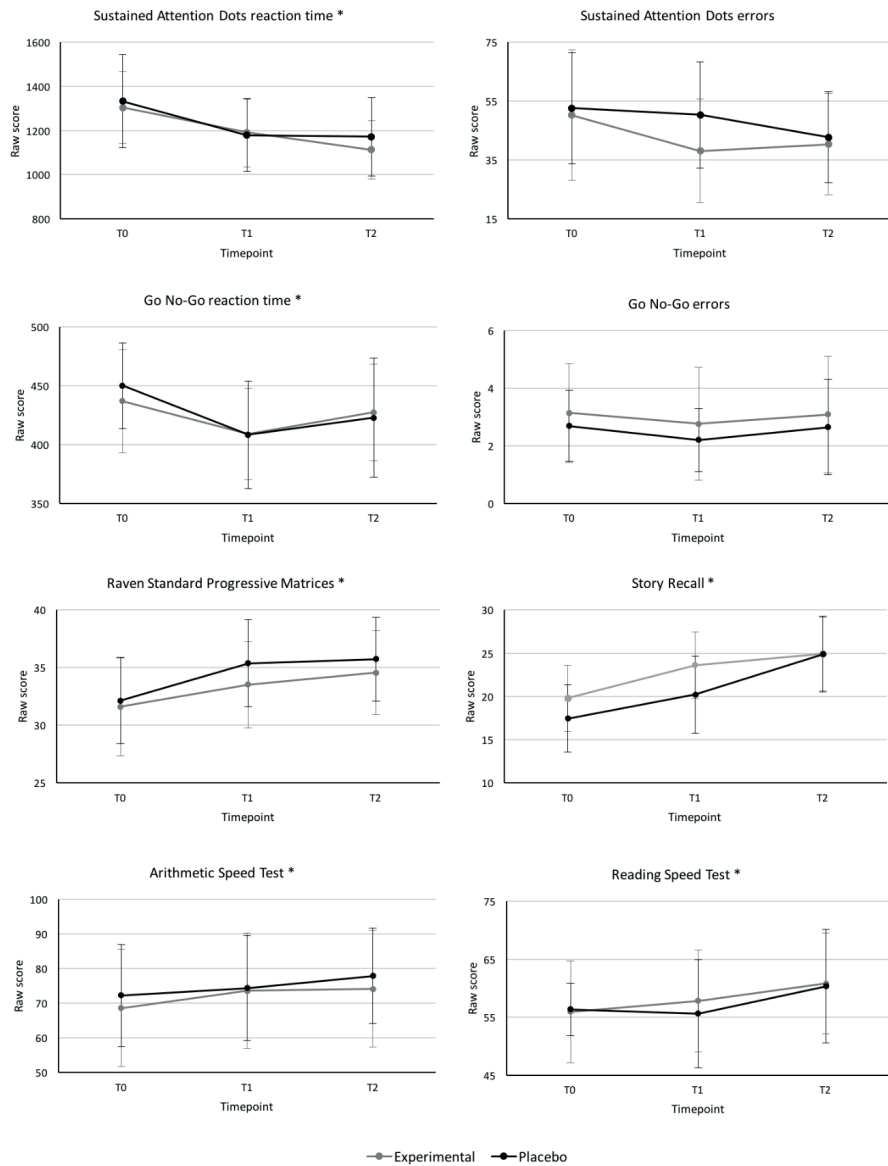 Sustained Attention Dots reaction time *
1600
1400
1200
1000
800
Raw score
T0 T1 T2
Timepoint
Sustained Attention Dots errors
75
55
35
15
Raw score
T0 T1 T2
Timepoint
Go No-Go reaction time *
500
450
400
350
Raw score
T0 T1 T2
Timepoint
Go No-Go errors
6
4
2
0
Raw score
T0 T1 T2
Timepoint
Raven Standard Progressive Matrices *
40
35
30
25
Raw score
T0 T1 T2
Timepoint
Story Recall *
30
25
20
15
10
Raw score
T0 T1 T2
Timepoint
Arithmetic Speed Test *
100
90
80
70
60
50
Raw score
T0 T1 T2
Timepoint
Reading Speed Test *
75
65
55
45
Raw score
T0 T1 T2
Timepoint
Experimental Placebo